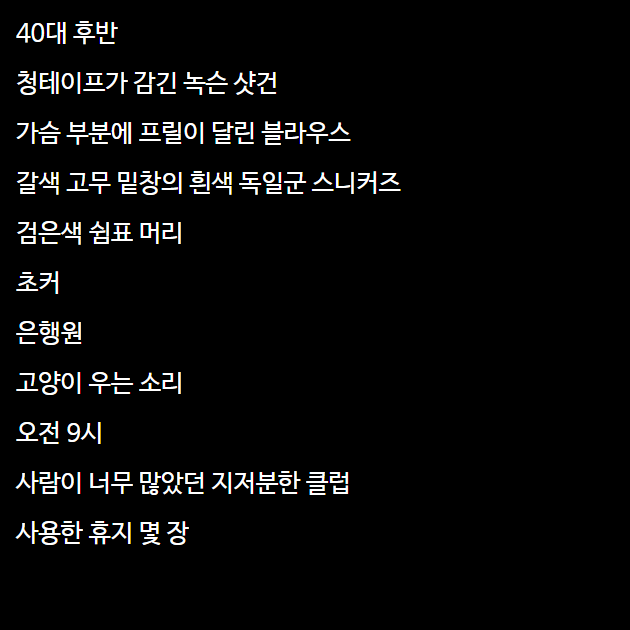 40대 후반
청테이프가 감긴 녹슨 샷건
가슴 부분에 프릴이 달린 블라우스
갈색 고무 밑창의 흰색 독일군 스니커즈
검은색 쉼표 머리
초커
은행원
고양이 우는 소리
오전 9시
사람이 너무 많았던 지저분한 클럽
사용한 휴지 몇 장